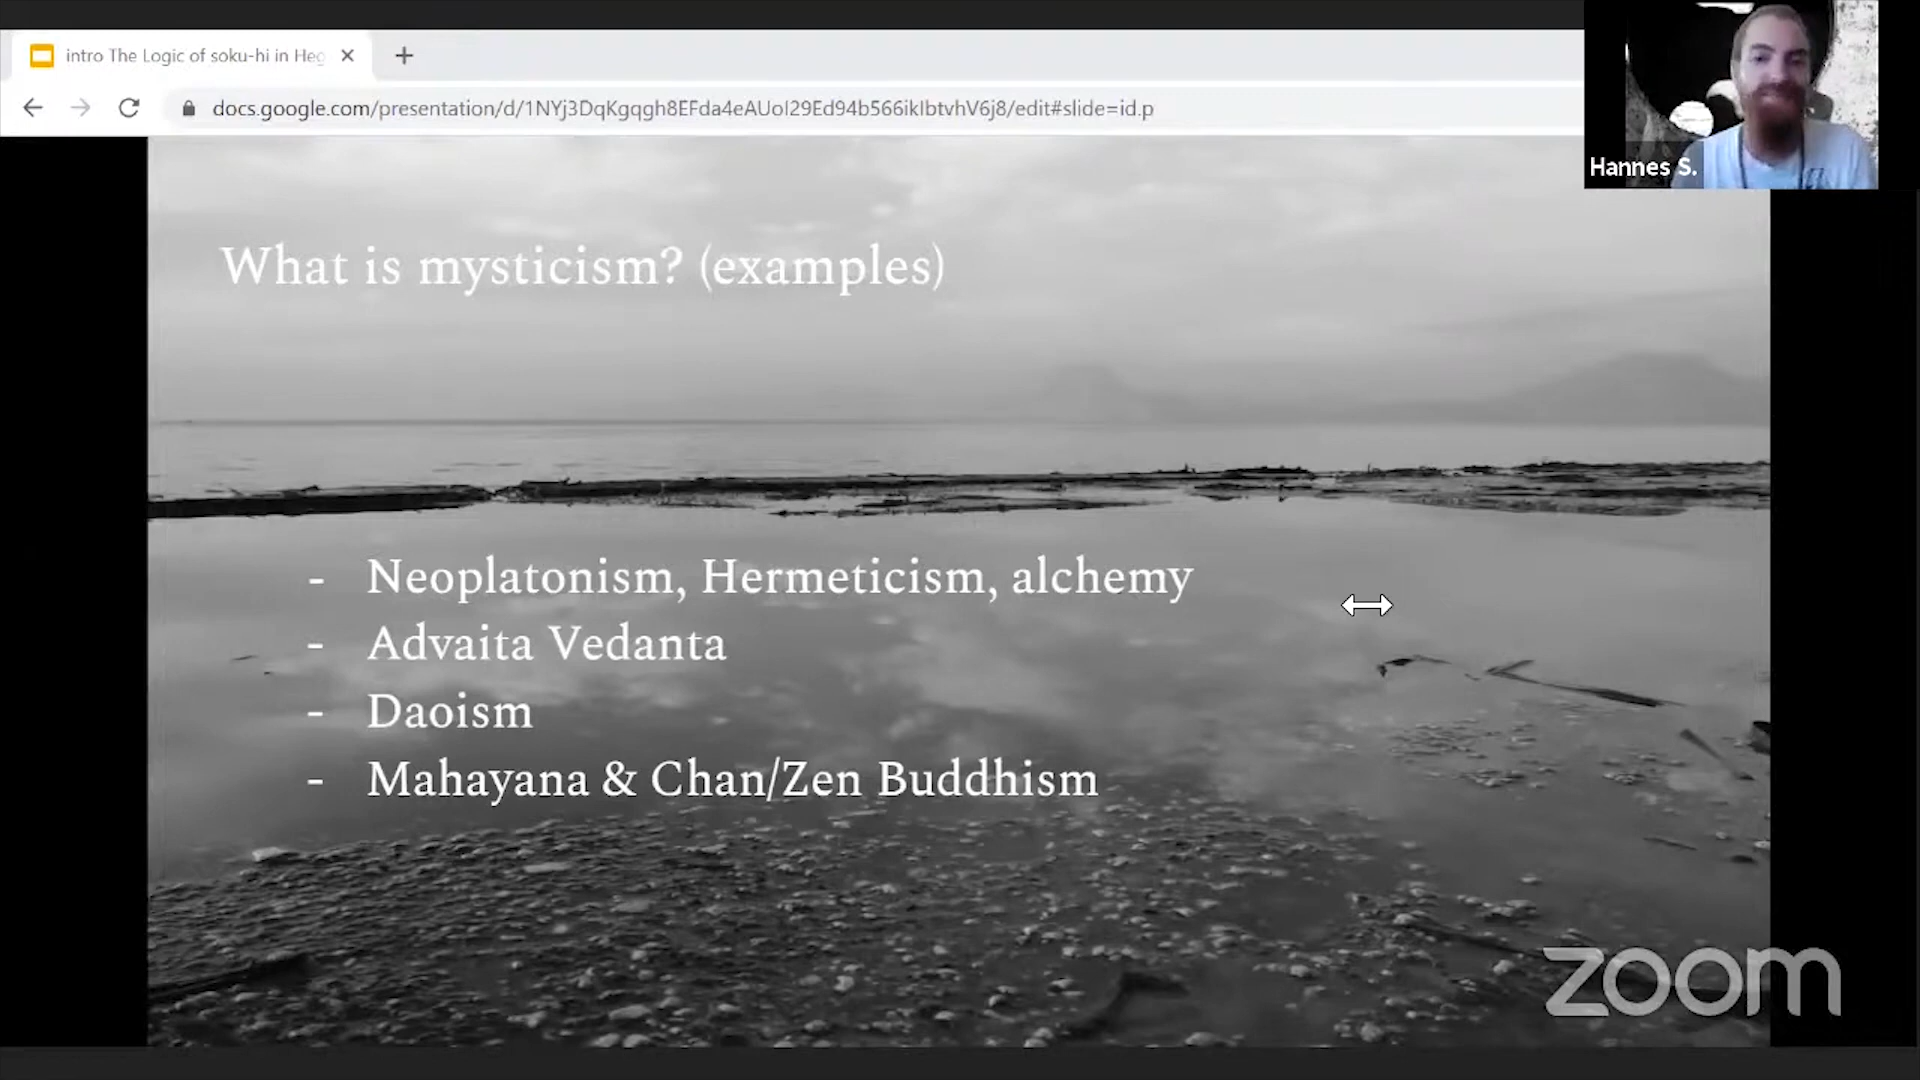 intro The Logic of soku-hi in Heg
docs.google.com/presentation/d/1NYj3DqKgqgh8EFda4eAUoI29Ed94b566ikIbtvhV6j8/edit#slide=id.p
Hannes S.
What is mysticism? (examples)
- Neoplatonism, Hermeticism, alchemy
- Advaita Vedanta
- Daoism
- Mahayana & Chan/Zen Buddhism
zoom